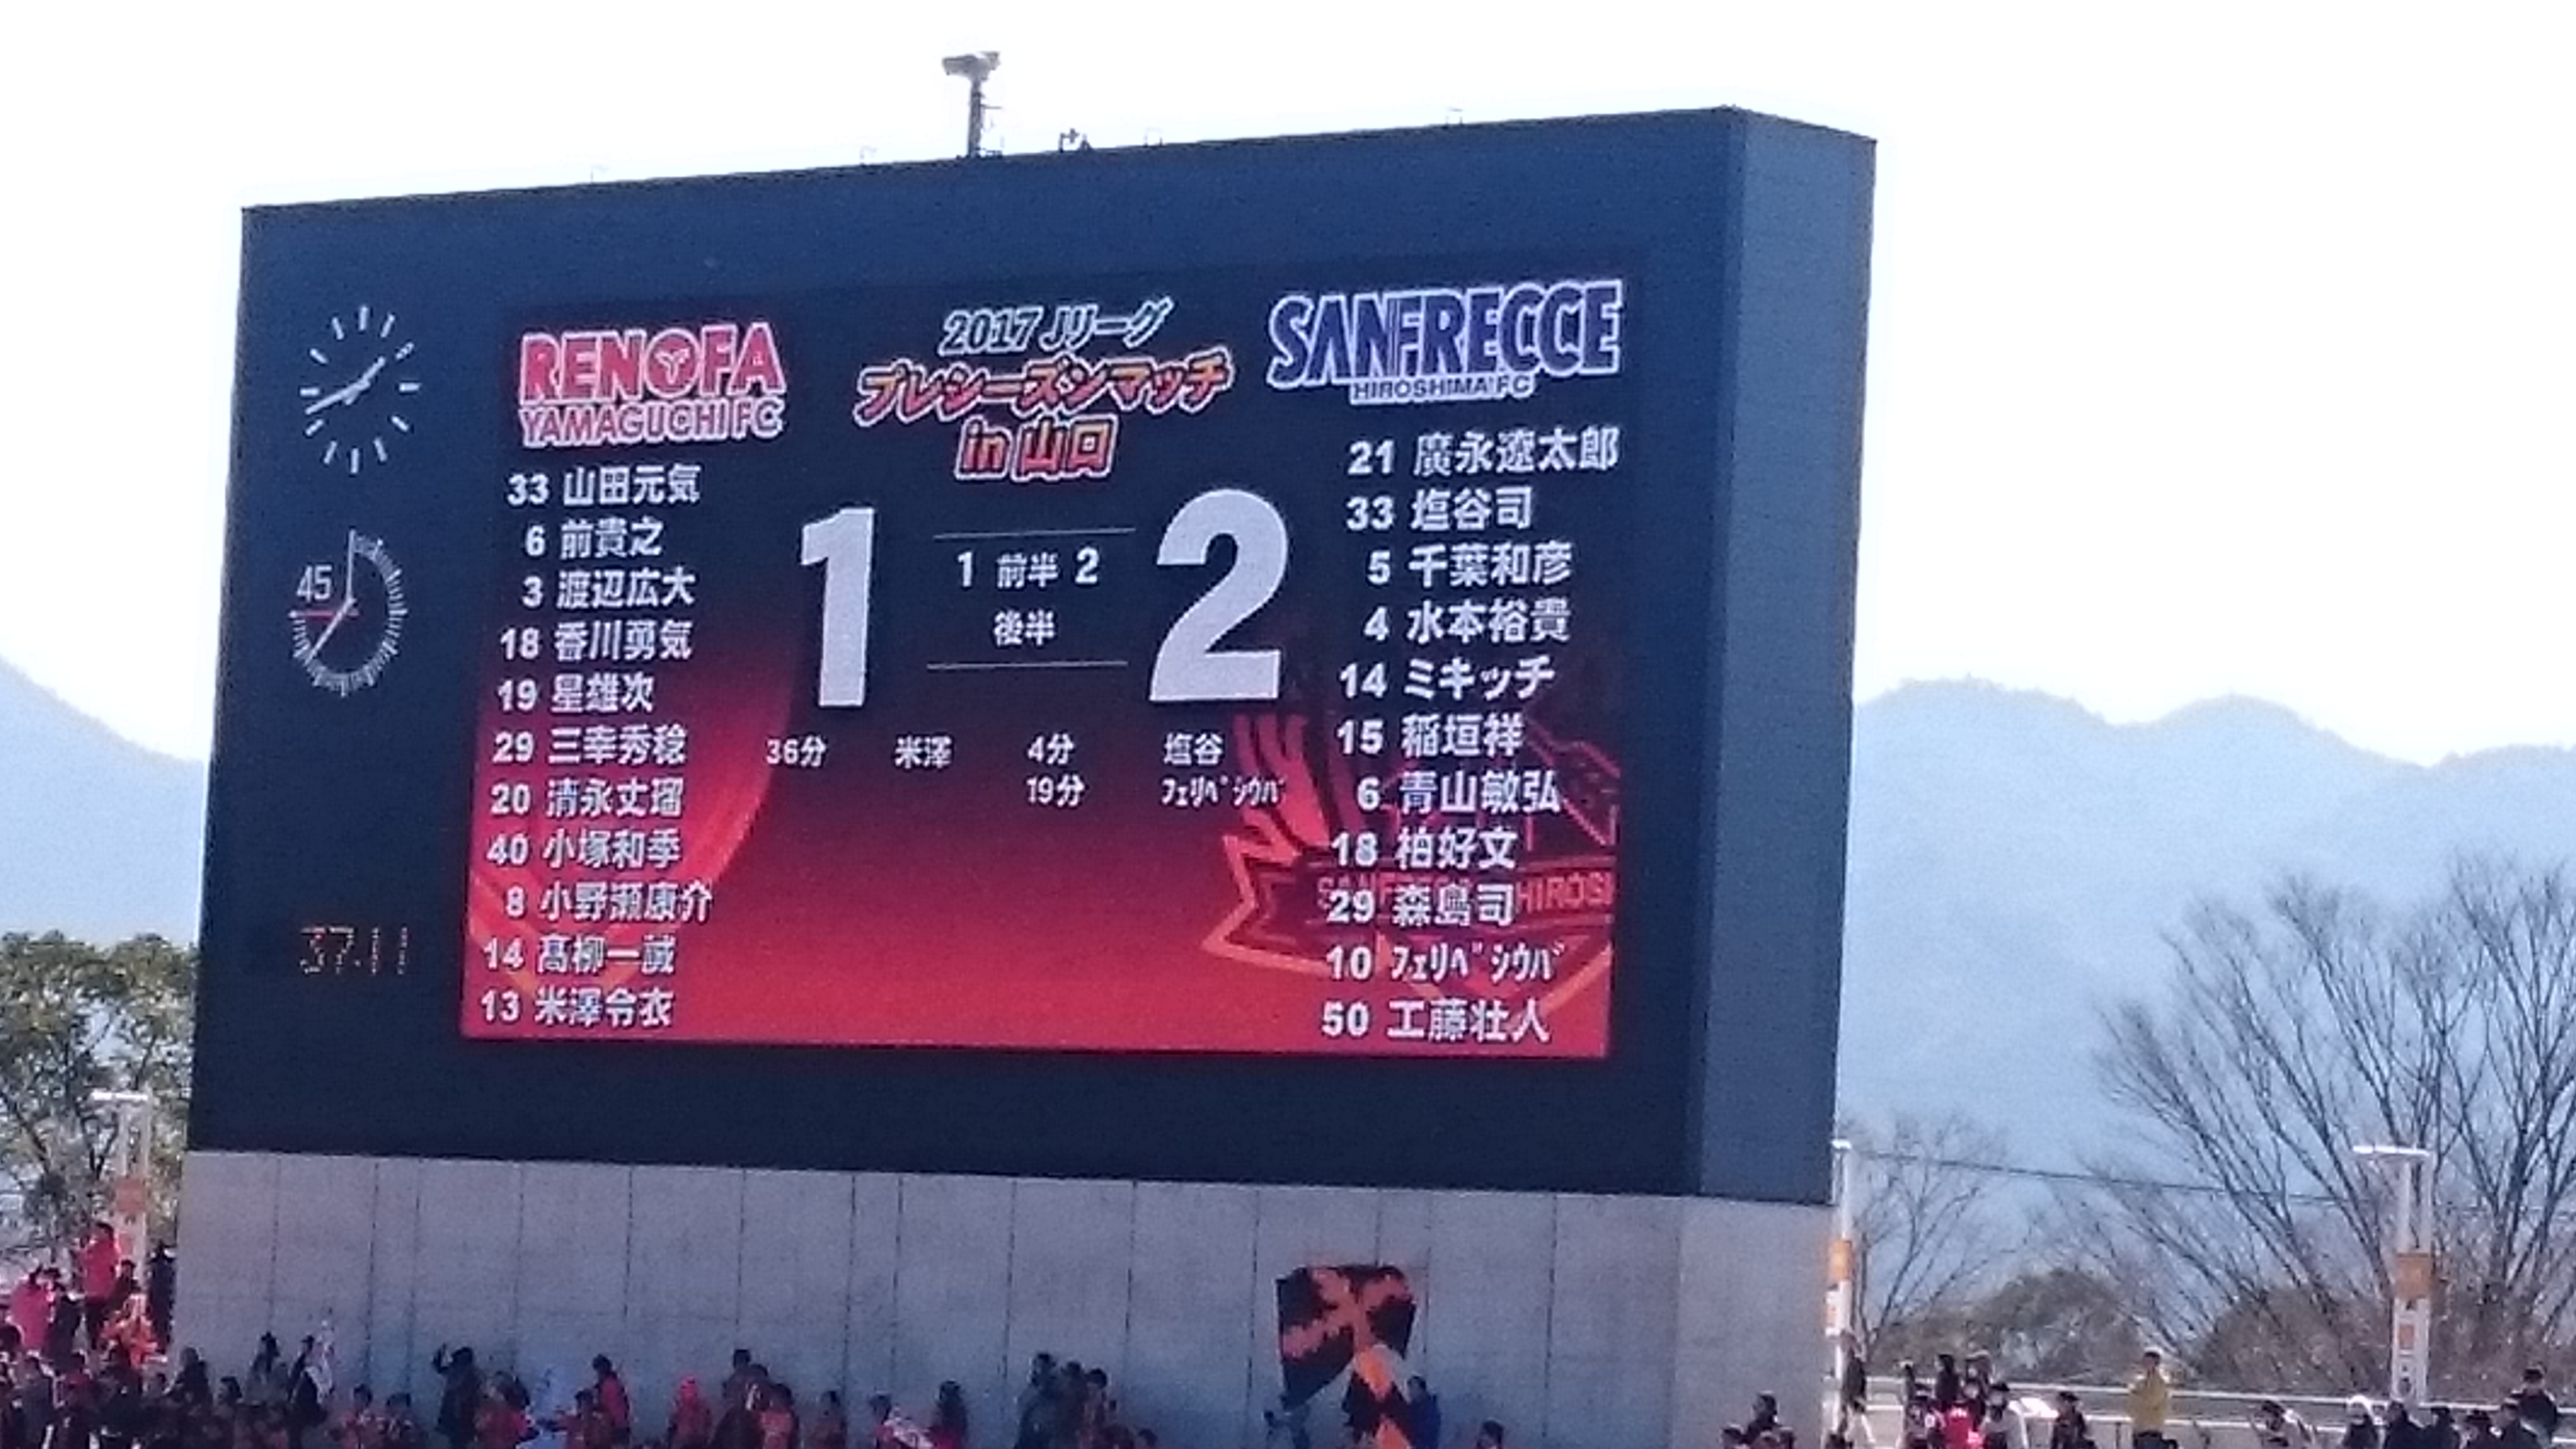 RENOFA
YAMAGUCHI FC
2017 Jリーグ
プレシーズンマッチ
in 山口
SANFRECCE
HIROSHIMA FC
45
37:11
33 山田元気
6 前貴之
3 渡辺広大
18 香川勇気
19 星雄次
29 三幸秀稔
20 清永丈瑠
40 小塚和季
8 小野瀬康介
14 髙柳一誠
13 米澤令衣
1 2
1 前半 2
後半
36分 米澤 4分 塩谷
19分 ﾌｪﾘﾍﾟｼｳﾊﾞ
21 廣永遼太郎
33 塩谷司
5 千葉和彦
4 水本裕貴
14 ミキッチ
15 稲垣祥
6 青山敏弘
18 柏好文
29 森島司
10 ﾌｪﾘﾍﾟｼｳﾊﾞ
50 工藤壮人